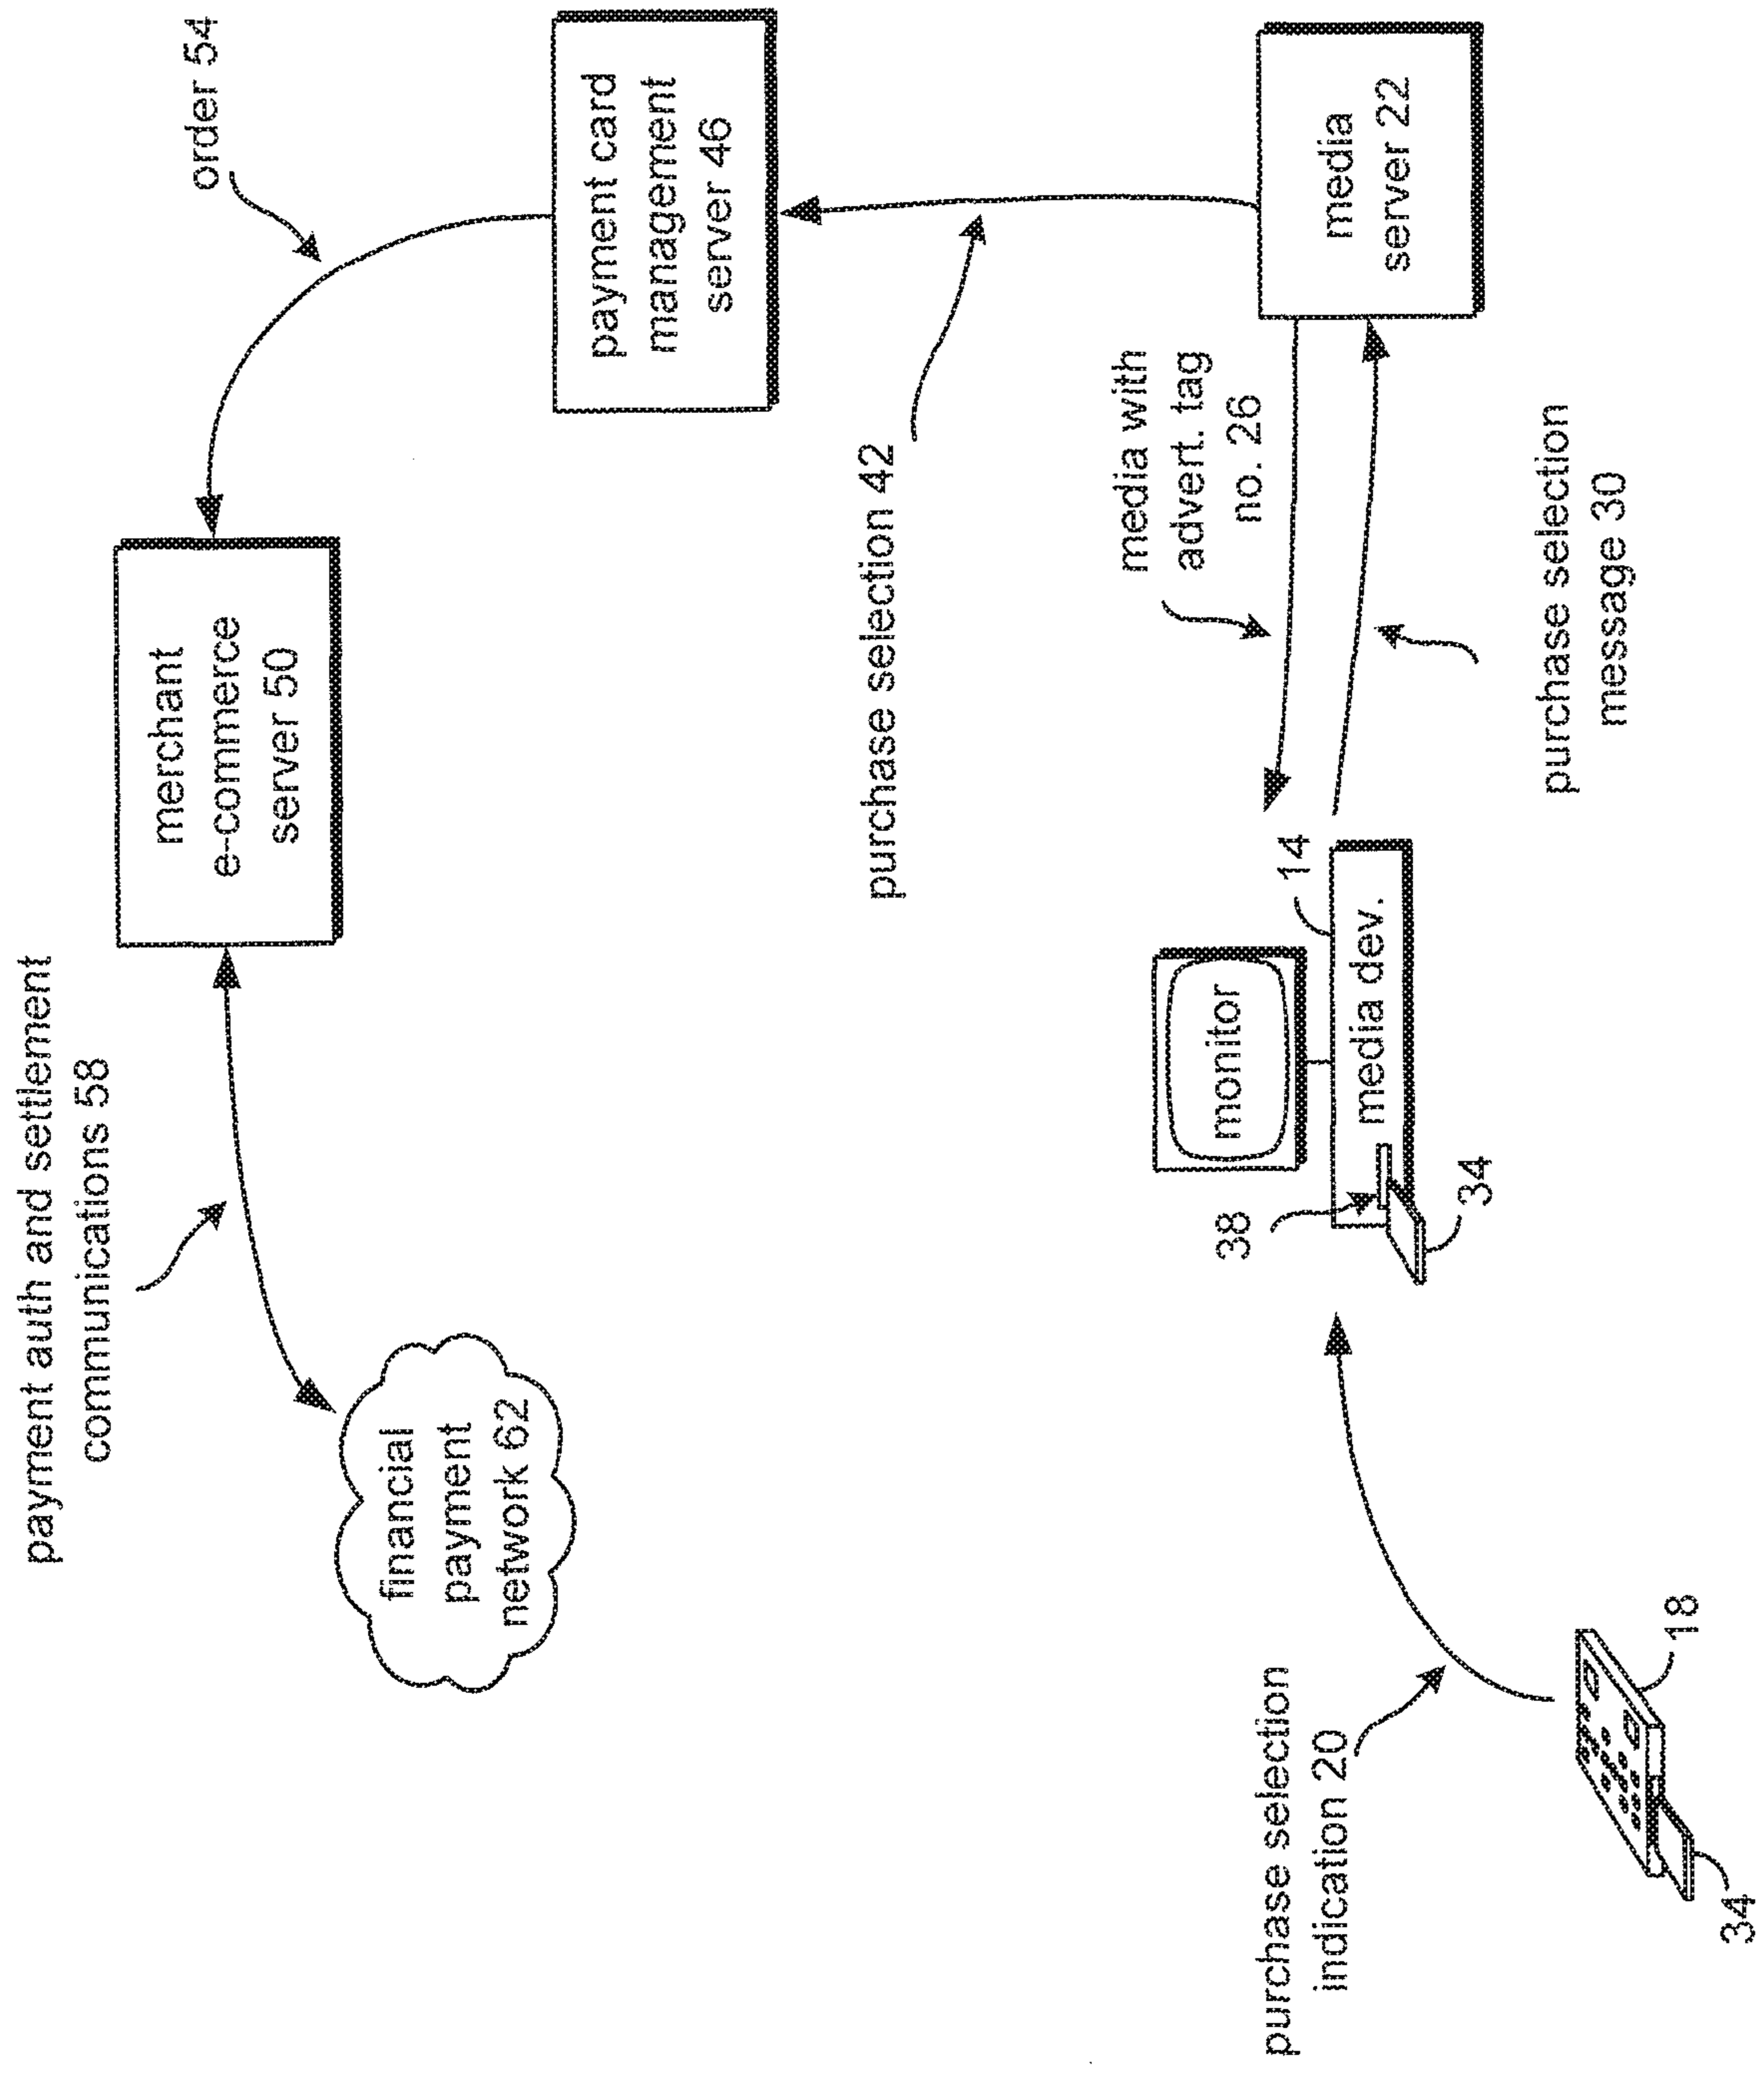 payment auth and settlement
communications 58
merchant
e-commerce
server 50
order 54
financial
payment
network 62
payment card
management
server 46
purchase selection 42
media with
advert. tag
no. 26
monitor
14
media dev.
38
34
media
server 22
purchase selection
message 30
purchase selection
indication 20
18
34